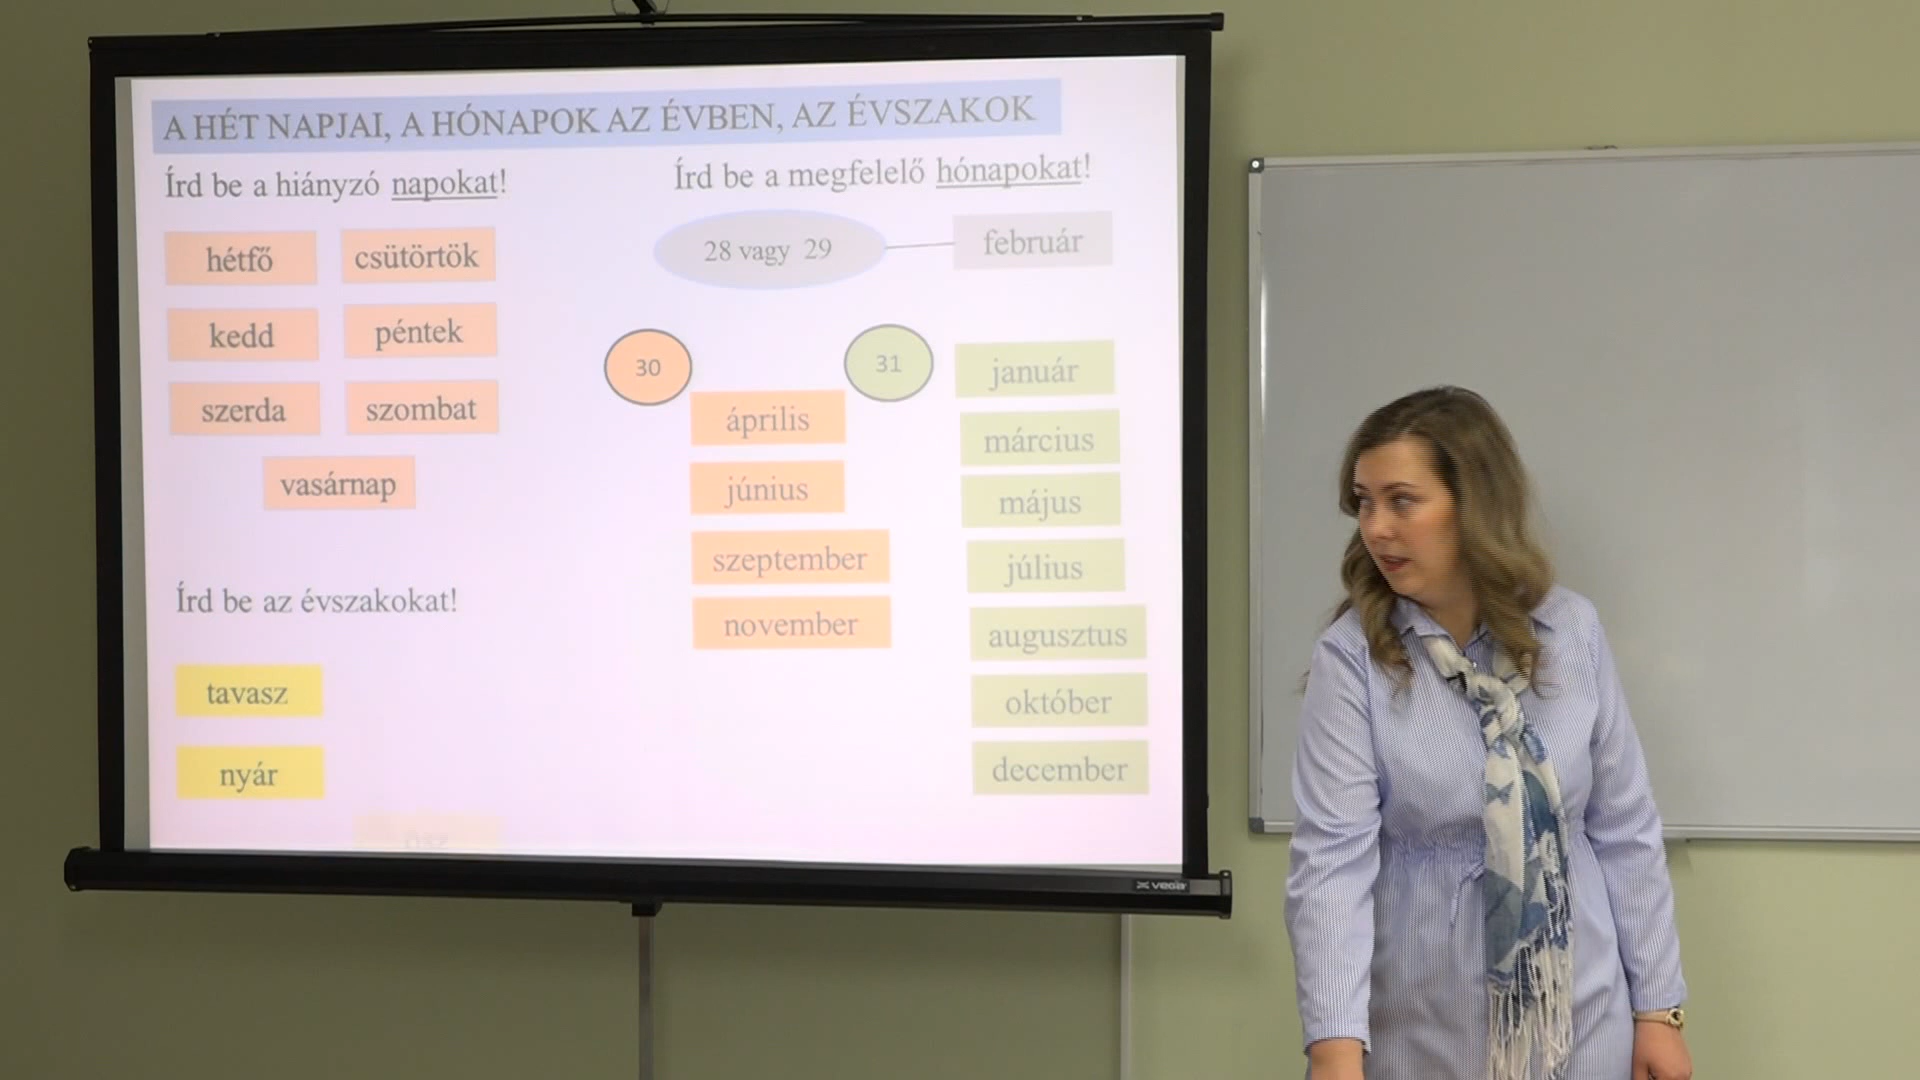 A HÉT NAPJAI, A HÓNAPOK AZ ÉVBEN, AZ ÉVSZAKOK
Írd be a hiányzó napokat!
hétfő
csütörtök
kedd
péntek
szerda
szombat
vasárnap
Írd be az évszakokat!
tavasz
nyár
ősz
Írd be a megfelelő hónapokat!
28 vagy 29
február
30
április
június
szeptember
november
31
január
március
május
július
augusztus
október
december
vega